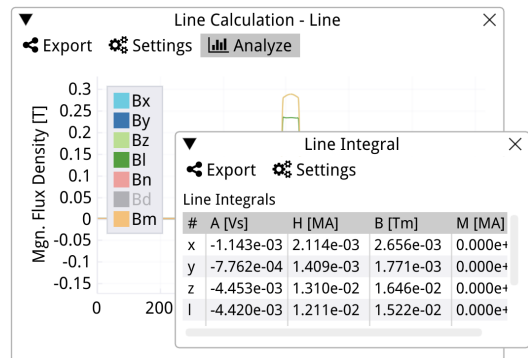 Line Calculation - Line
Export Settings Analyze
Mgn. Flux Density [T]
0.3
0.25
0.2
0.15
0.1
0.05
0
-0.05
-0.1
-0.15
0 200
Bx
By
Bz
Bl
Bn
Bd
Bm
Line Integral
Export Settings
Line Integrals
# A [Vs] H [MA] B [Tm] M [MA]
x -1.143e-03 2.114e-03 2.656e-03 0.000e+
y -7.762e-04 1.409e-03 1.771e-03 0.000e+
z -4.453e-03 1.310e-02 1.646e-02 0.000e+
l -4.420e-03 1.211e-02 1.522e-02 0.000e+